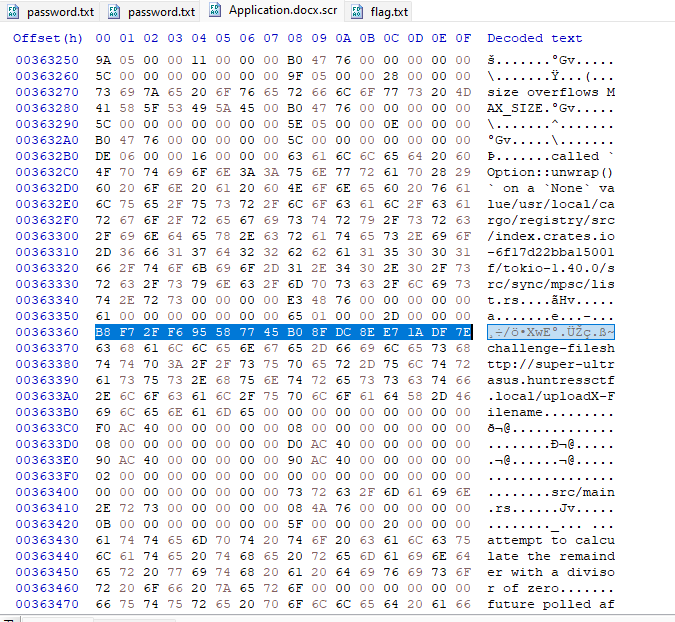 password.txt password.txt Application.docx.scr flag.txt
Offset(h) 00 01 02 03 04 05 06 07 08 09 0A 0B 0C 0D 0E 0F Decoded text
00363250 9A 05 00 00 11 00 00 00 B0 47 76 00 00 00 00 00 š.......°Gv.....
00363260 5C 00 00 00 00 00 00 00 9F 05 00 00 28 00 00 00 \.......Ÿ...(...
00363270 73 69 7A 65 20 6F 76 65 72 66 6C 6F 77 73 20 4D size overflows M
00363280 41 58 5F 53 49 5A 45 00 B0 47 76 00 00 00 00 00 AX_SIZE.°Gv.....
00363290 5C 00 00 00 00 00 00 00 5E 05 00 00 0E 00 00 00 \.......^.......
003632A0 B0 47 76 00 00 00 00 00 5C 00 00 00 00 00 00 00 °Gv.....\.......
003632B0 DE 06 00 00 16 00 00 00 63 61 6C 6C 65 64 20 60 Þ.......called `
003632C0 4F 70 74 69 6F 6E 3A 3A 75 6E 77 72 61 70 28 29 Option::unwrap()
003632D0 60 20 6F 6E 20 61 20 60 4E 6F 6E 65 60 20 76 61 ` on a `None` va
003632E0 6C 75 65 2F 75 73 72 2F 6C 6F 63 61 6C 2F 63 61 lue/usr/local/ca
003632F0 72 67 6F 2F 72 65 67 69 73 74 72 79 2F 73 72 63 rgo/registry/src
00363300 2F 69 6E 64 65 78 2E 63 72 61 74 65 73 2E 69 6F /index.crates.io
00363310 2D 36 66 31 37 64 32 32 62 62 61 31 35 30 30 31 -6f17d22bba15001
00363320 66 2F 74 6F 6B 69 6F 2D 31 2E 34 30 2E 30 2F 73 f/tokio-1.40.0/s
00363330 72 63 2F 73 79 6E 63 2F 6D 70 73 63 2F 6C 69 73 rc/sync/mpsc/lis
00363340 74 2E 72 73 00 00 00 00 E3 48 76 00 00 00 00 00 t.rs....ãHv.....
00363350 61 00 00 00 00 00 00 00 65 01 00 00 2D 00 00 00 a.......e...-...
00363360 B8 F7 2F F6 95 58 77 45 B0 8F DC 8E E7 1A DF 7E ¸÷/ö•XwE°.ÜŽç.ß~
00363370 63 68 61 6C 6C 65 6E 67 65 2D 66 69 6C 65 73 68 challenge-filesh
00363380 74 74 70 3A 2F 2F 73 75 70 65 72 2D 75 6C 74 72 ttp://super-ultr
00363390 61 73 75 73 2E 68 75 6E 74 72 65 73 73 63 74 66 asus.huntressctf
003633A0 2E 6C 6F 63 61 6C 2F 75 70 6C 6F 61 64 58 2D 46 .local/uploadX-F
003633B0 69 6C 65 6E 61 6D 65 00 00 00 00 00 00 00 00 00 ilename.........
003633C0 F0 AC 40 00 00 00 00 00 08 00 00 00 00 00 00 00 ð¬@.............
003633D0 08 00 00 00 00 00 00 00 D0 AC 40 00 00 00 00 00 ........Ð¬@.....
003633E0 90 AC 40 00 00 00 00 00 90 AC 40 00 00 00 00 00 .¬@......¬@.....
003633F0 02 00 00 00 00 00 00 00 00 00 00 00 00 00 00 00 ................
00363400 00 00 00 00 00 00 00 00 73 72 63 2F 6D 61 69 6E ........src/main
00363410 2E 72 73 00 00 00 00 00 08 4A 76 00 00 00 00 00 .rs......Jv.....
00363420 0B 00 00 00 00 00 00 00 5F 00 00 00 20 00 00 00 ........_... ...
00363430 61 74 74 65 6D 70 74 20 74 6F 20 63 61 6C 63 75 attempt to calcu
00363440 6C 61 74 65 20 74 68 65 20 72 65 6D 61 69 6E 64 late the remaind
00363450 65 72 20 77 69 74 68 20 61 20 64 69 76 69 73 6F er with a diviso
00363460 72 20 6F 66 20 7A 65 72 6F 00 00 00 00 00 00 00 r of zero.......
00363470 66 75 74 75 72 65 20 70 6F 6C 6C 65 64 20 61 66 future polled af